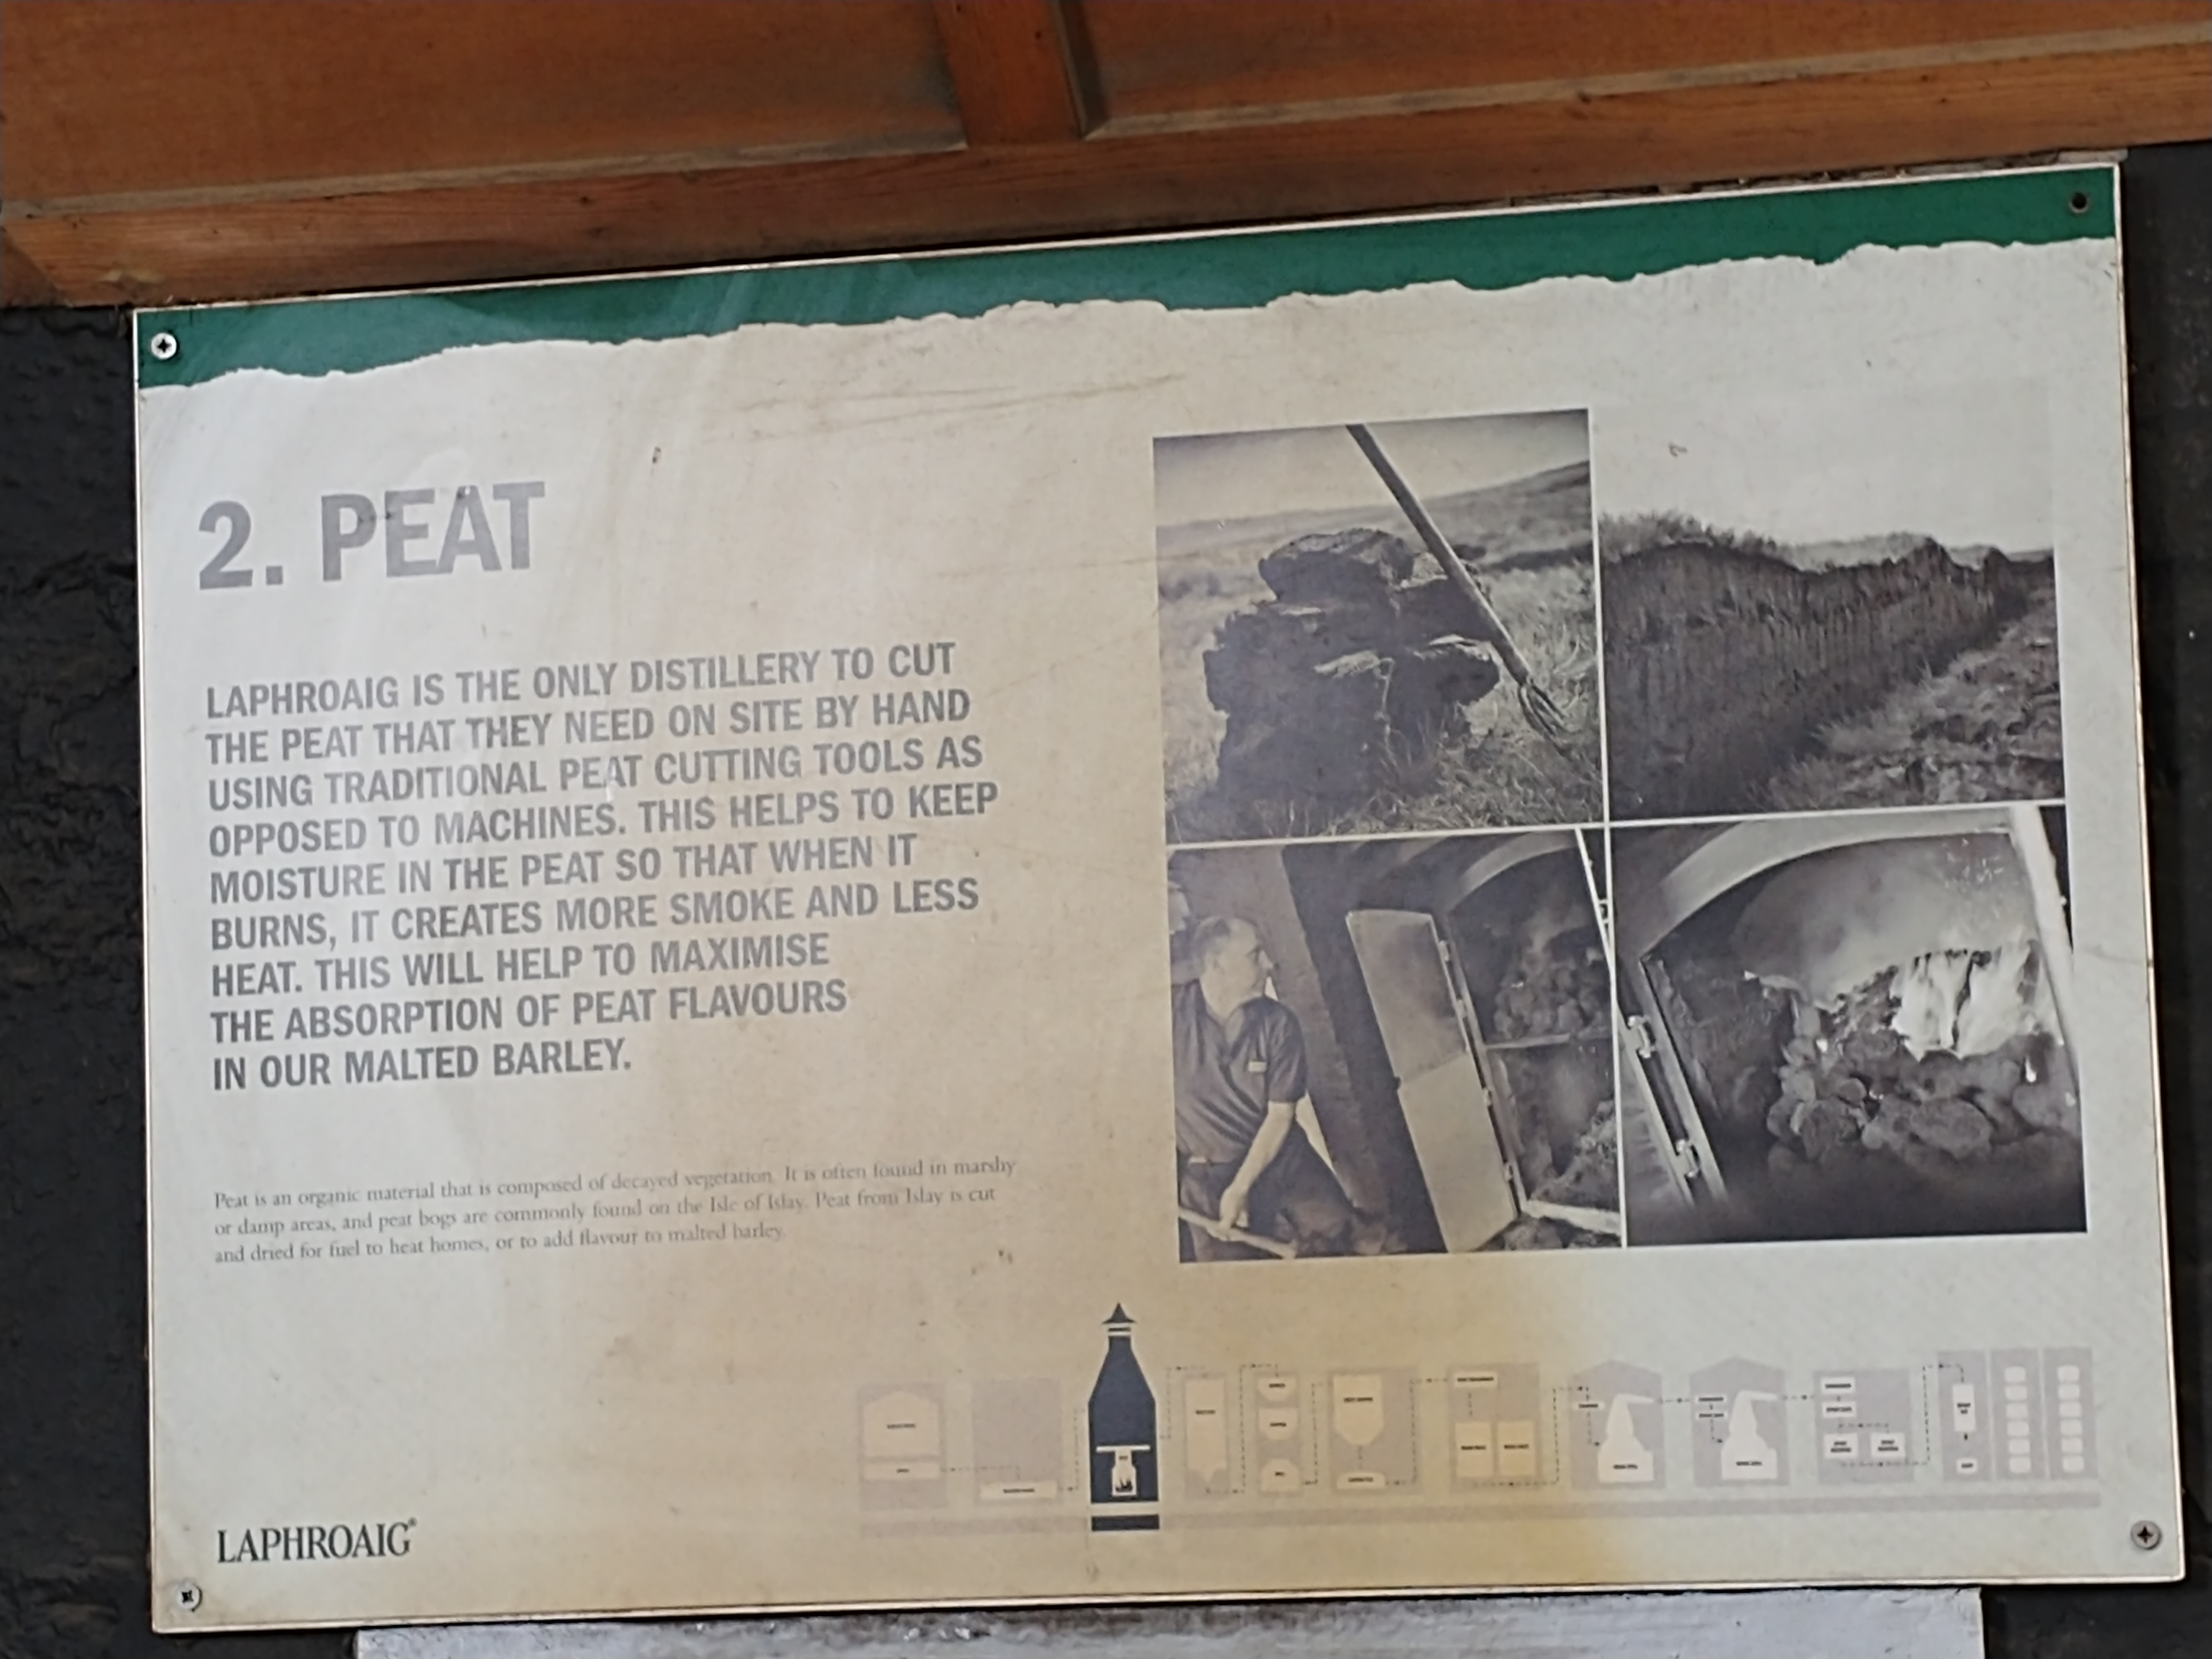 2. PEAT
LAPHROAIG IS THE ONLY DISTILLERY TO CUT
THE PEAT THAT THEY NEED ON SITE BY HAND
USING TRADITIONAL PEAT CUTTING TOOLS AS
OPPOSED TO MACHINES. THIS HELPS TO KEEP
MOISTURE IN THE PEAT SO THAT WHEN IT
BURNS, IT CREATES MORE SMOKE AND LESS
HEAT. THIS WILL HELP TO MAXIMISE
THE ABSORPTION OF PEAT FLAVOURS
IN OUR MALTED BARLEY.
Peat is an organic material that is composed of decayed vegetation. It is often found in marshy
or damp areas, and peat bogs are commonly found on the Isle of Islay. Peat from Islay is cut
and dried for fuel to heat homes, or to add flavour to malted barley.
LAPHROAIG®